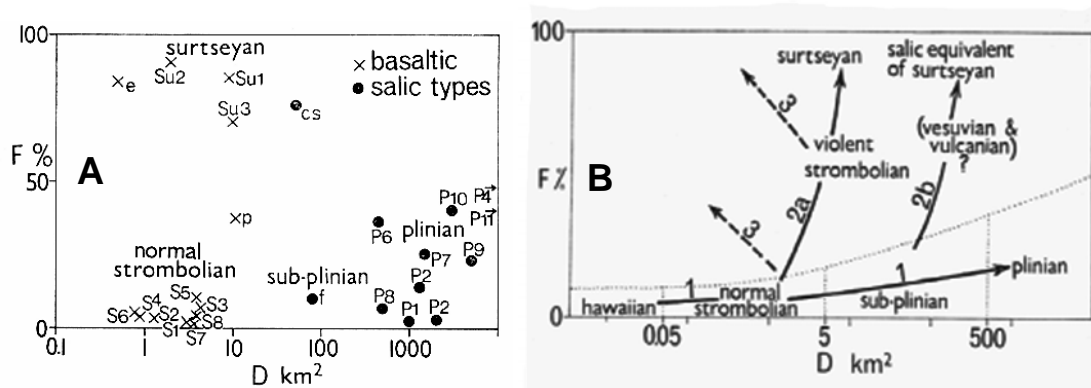 100
surtseyan
× basaltic
● salic types
e
Su2
Su1
Su3
cs
F %
A
50
P10
P4
P11
P6
plinian
p
P7
P9
normal
strombolian
sub-plinian
P2
S5
S4
S3
f
P8
P1
P2
S6
S2
S1
S8
S7
0
0.1
1
10
100
1000
D km²
100
surtseyan
salic equivalent
of surtseyan
3
violent
strombolian
(vesuvian &
vulcanian)
?
F%
B
2a
2b
3
1
1
plinian
hawaiian
normal
strombolian
sub-plinian
0
0.05
5
500
D km²